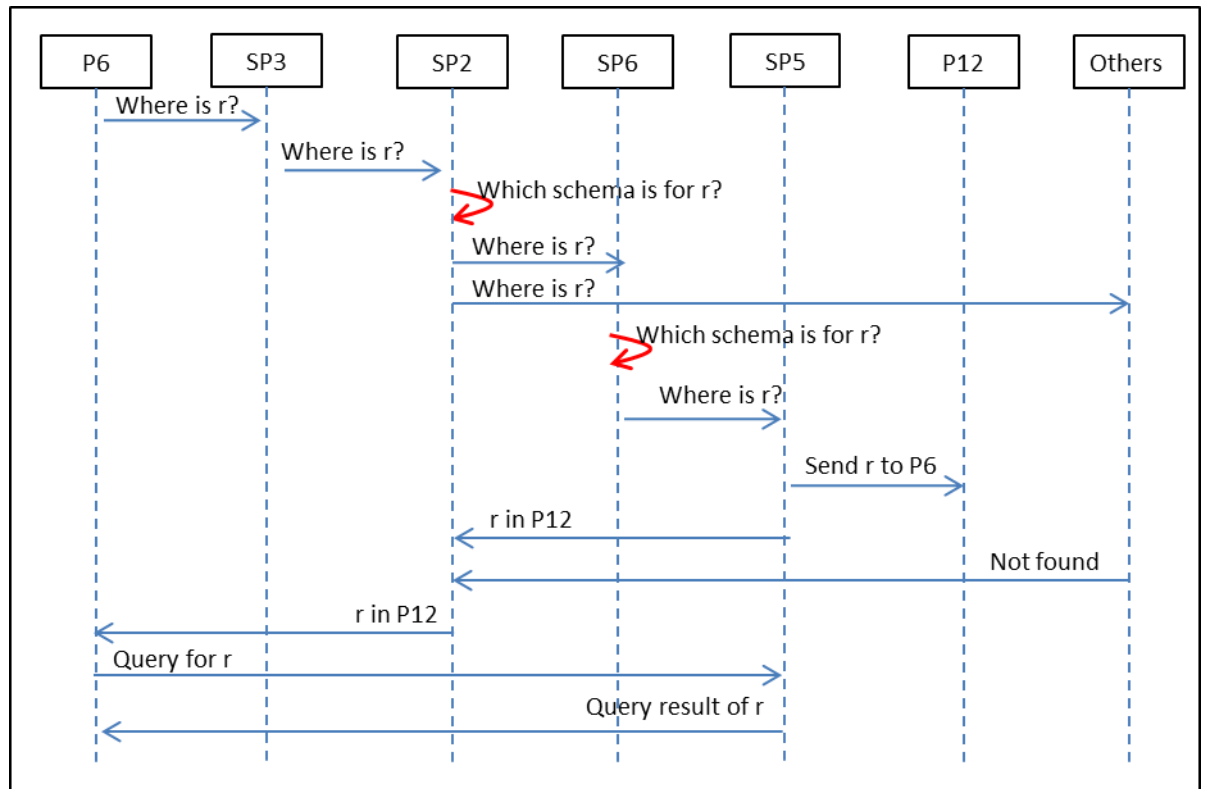 P6 SP3 SP2 SP6 SP5 P12 Others
Where is r?
Where is r?
Which schema is for r?
Where is r?
Where is r?
Which schema is for r?
Where is r?
Send r to P6
r in P12
Not found
r in P12
Query for r
Query result of r